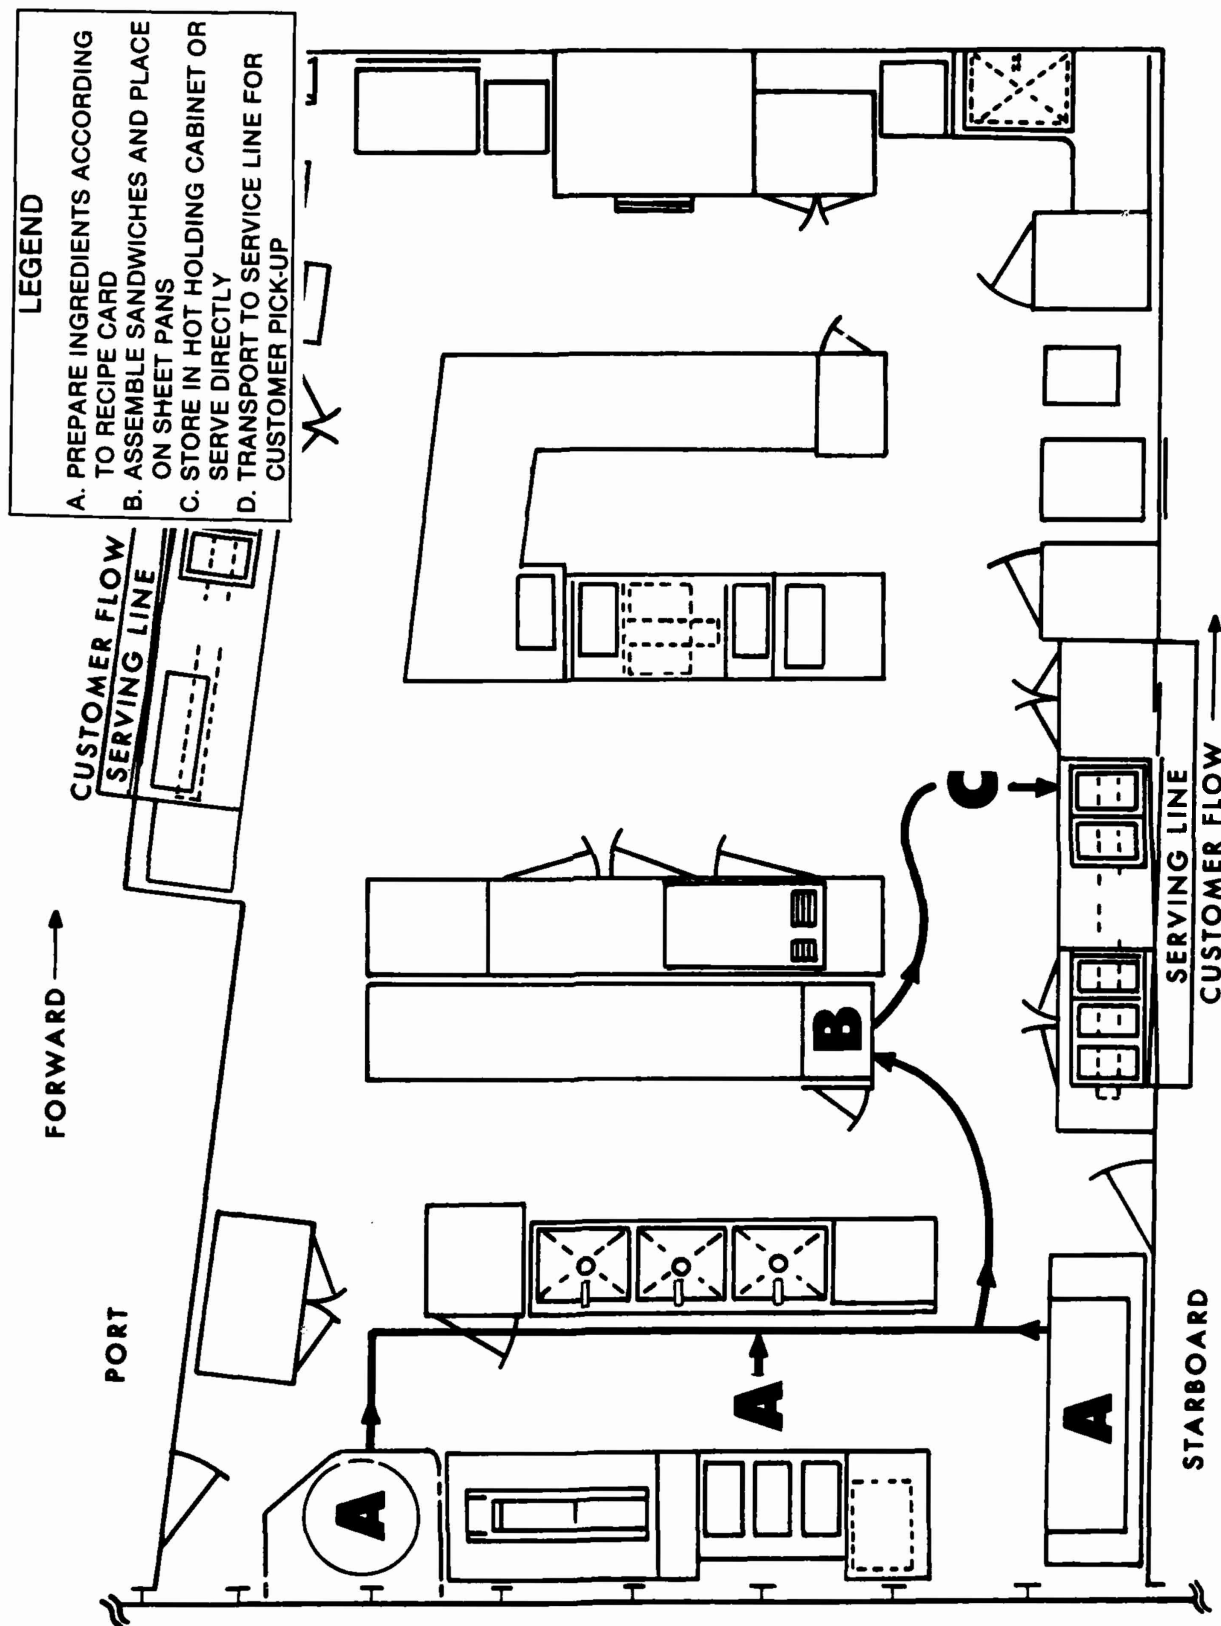 LEGEND
A. PREPARE INGREDIENTS ACCORDING
TO RECIPE CARD
B. ASSEMBLE SANDWICHES AND PLACE
ON SHEET PANS
C. STORE IN HOT HOLDING CABINET OR
SERVE DIRECTLY
D. TRANSPORT TO SERVICE LINE FOR
CUSTOMER PICK-UP
CUSTOMER FLOW
SERVING LINE
FORWARD
PORT
A
A
A
B
C
SERVING LINE
CUSTOMER FLOW
STARBOARD